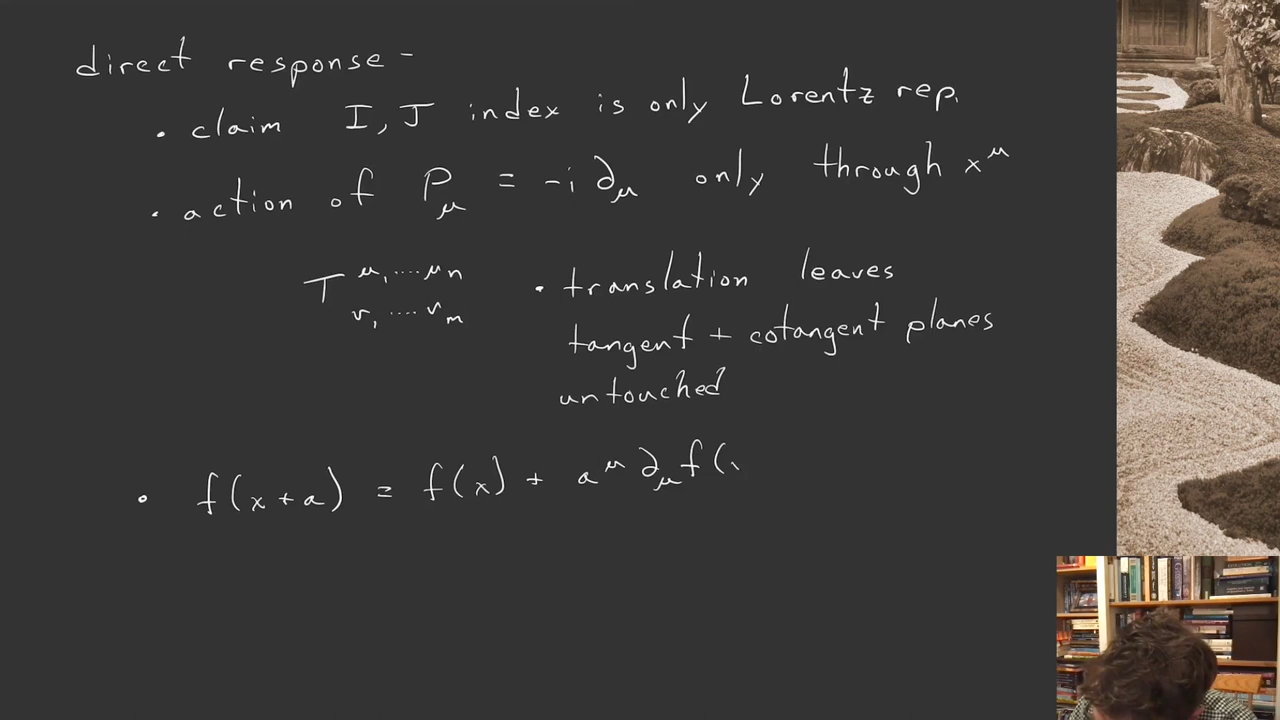 direct response -
• claim I, J index is only Lorentz rep.
• action of P_μ = -i ∂_μ only through x^μ
T^{μ_1 .... μ_n}_{ν_1 .... ν_m}
• translation leaves
tangent + cotangent planes
untouched
• f(x+a) = f(x) + a^μ ∂_μ f(